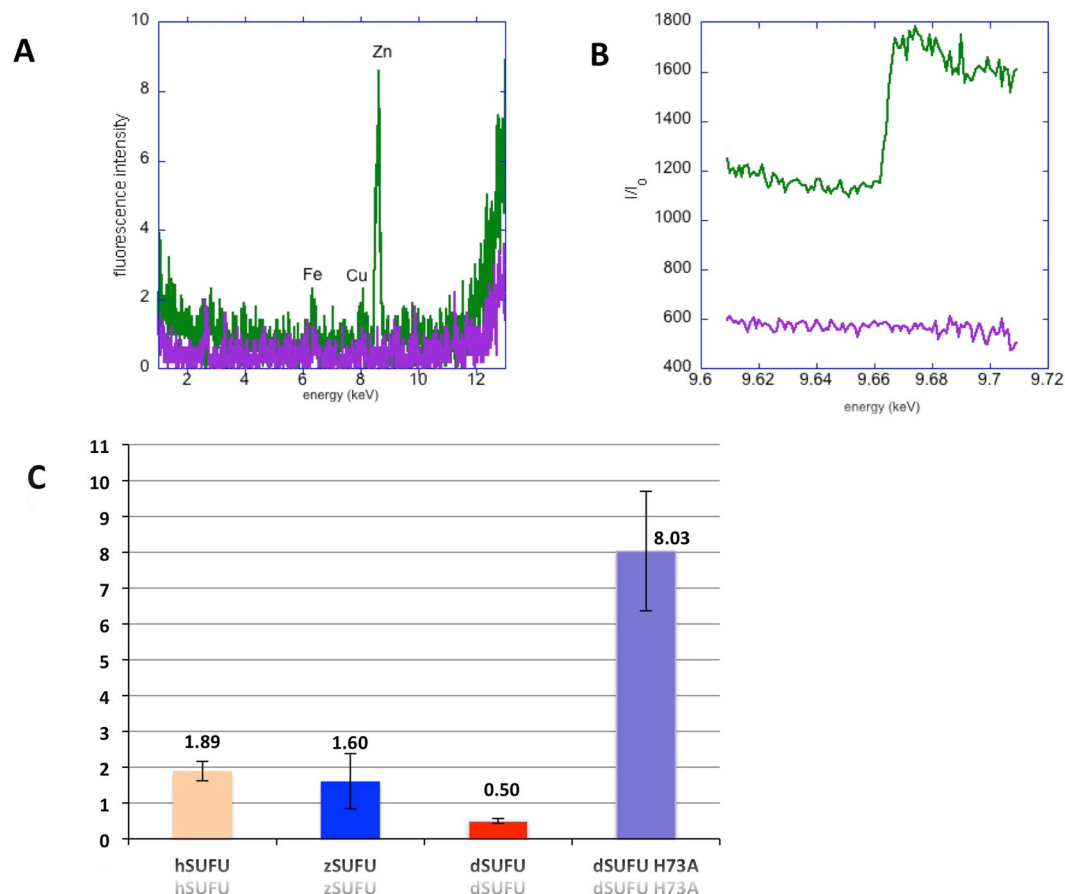 A
fluorescence intensity
10
8
6
4
2
0
Zn
Fe
Cu
2 4 6 8 10 12
energy (keV)
B
I/I0
1800
1600
1400
1200
1000
800
600
400
9.6 9.62 9.64 9.66 9.68 9.7 9.72
energy (keV)
C
11
10
9
8
7
6
5
4
3
2
1
0
1.89
1.60
0.50
8.03
hSUFU zSUFU dSUFU dSUFU H73A
hSUFU zSUFU dSUFU dSUFU H73A